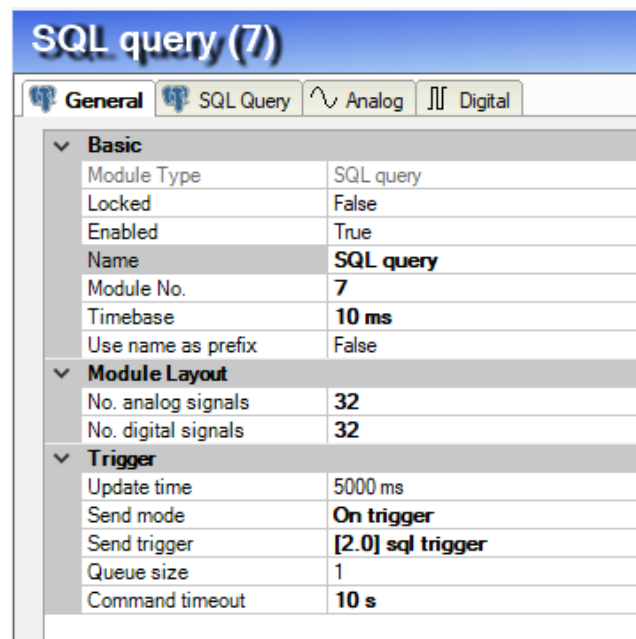 SQL query (7)
General SQL Query Analog Digital
Basic
Module Type SQL query
Locked False
Enabled True
Name SQL query
Module No. 7
Timebase 10 ms
Use name as prefix False
Module Layout
No. analog signals 32
No. digital signals 32
Trigger
Update time 5000 ms
Send mode On trigger
Send trigger [2.0] sql trigger
Queue size 1
Command timeout 10 s